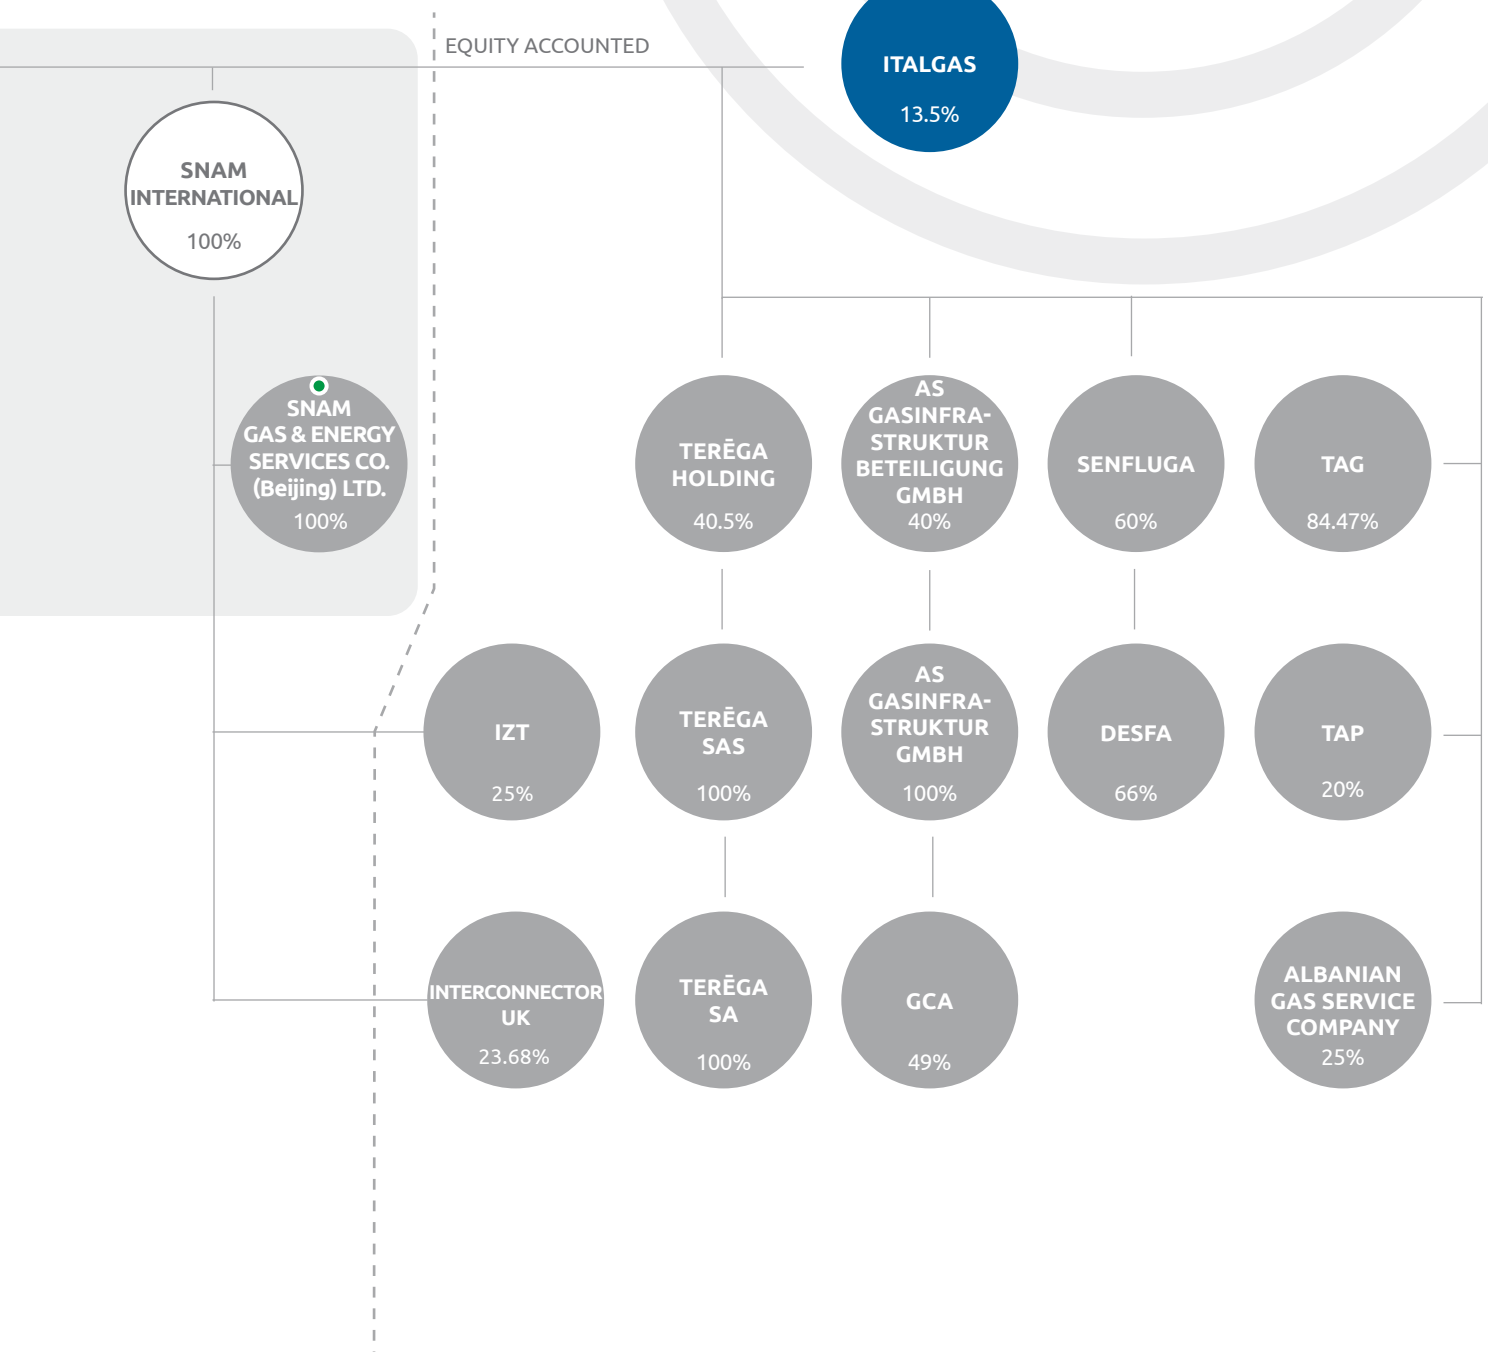 EQUITY ACCOUNTED
ITALGAS
13.5%
SNAM
INTERNATIONAL
100%
SNAM
GAS & ENERGY
SERVICES CO.
(Beijing) LTD.
100%
TERĒGA
HOLDING
40.5%
AS
GASINFRA-
STRUKTUR
BETEILIGUNG
GMBH
40%
SENFLUGA
60%
TAG
84.47%
IZT
25%
TERĒGA
SAS
100%
AS
GASINFRA-
STRUKTUR
GMBH
100%
DESFA
66%
TAP
20%
INTERCONNECTOR
UK
23.68%
TERĒGA
SA
100%
GCA
49%
ALBANIAN
GAS SERVICE
COMPANY
25%